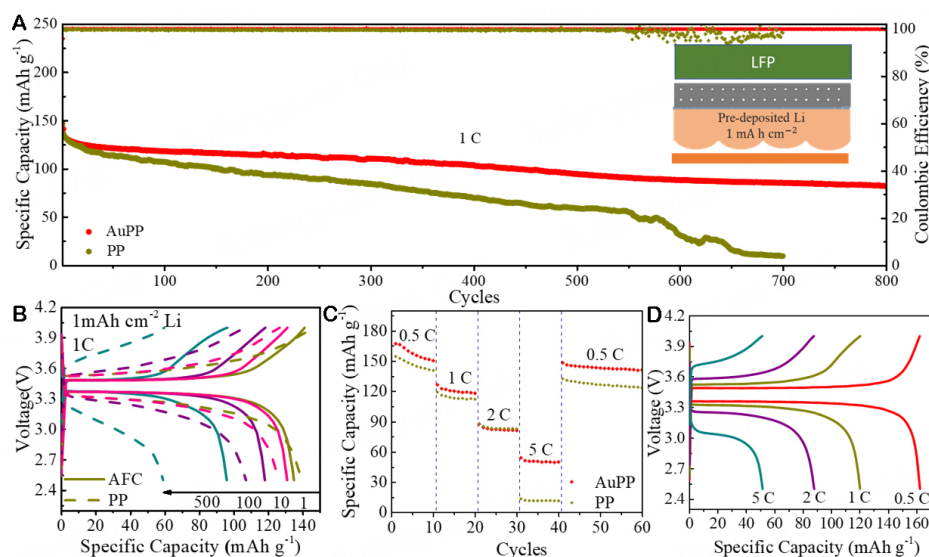 A
Specific Capacity (mAh g⁻¹)
250
200
150
100
50
0
100
200
300
400
500
600
700
800
Cycles
100
80
60
40
20
0
Coulombic Efficiency (%)
1 C
AuPP
PP
LFP
Pre-deposited Li
1 mA h cm⁻²
B
Voltage(V)
4.2
3.9
3.6
3.3
3.0
2.7
2.4
1mAh cm⁻² Li
1C
AFC
PP
500 100 10 1
0 20 40 60 80 100 120 140
Specific Capacity (mAh g⁻¹)
C
Specific Capacity (mAh g⁻¹)
180
150
120
90
60
30
0
0.5 C
1 C
2 C
5 C
0.5 C
AuPP
PP
0 10 20 30 40 50 60
Cycles
D
Voltage (V)
4.2
3.9
3.6
3.3
3.0
2.7
2.4
5 C 2 C 1 C 0.5 C
0 20 40 60 80 100 120 140 160
Specific Capacity (mAh g⁻¹)